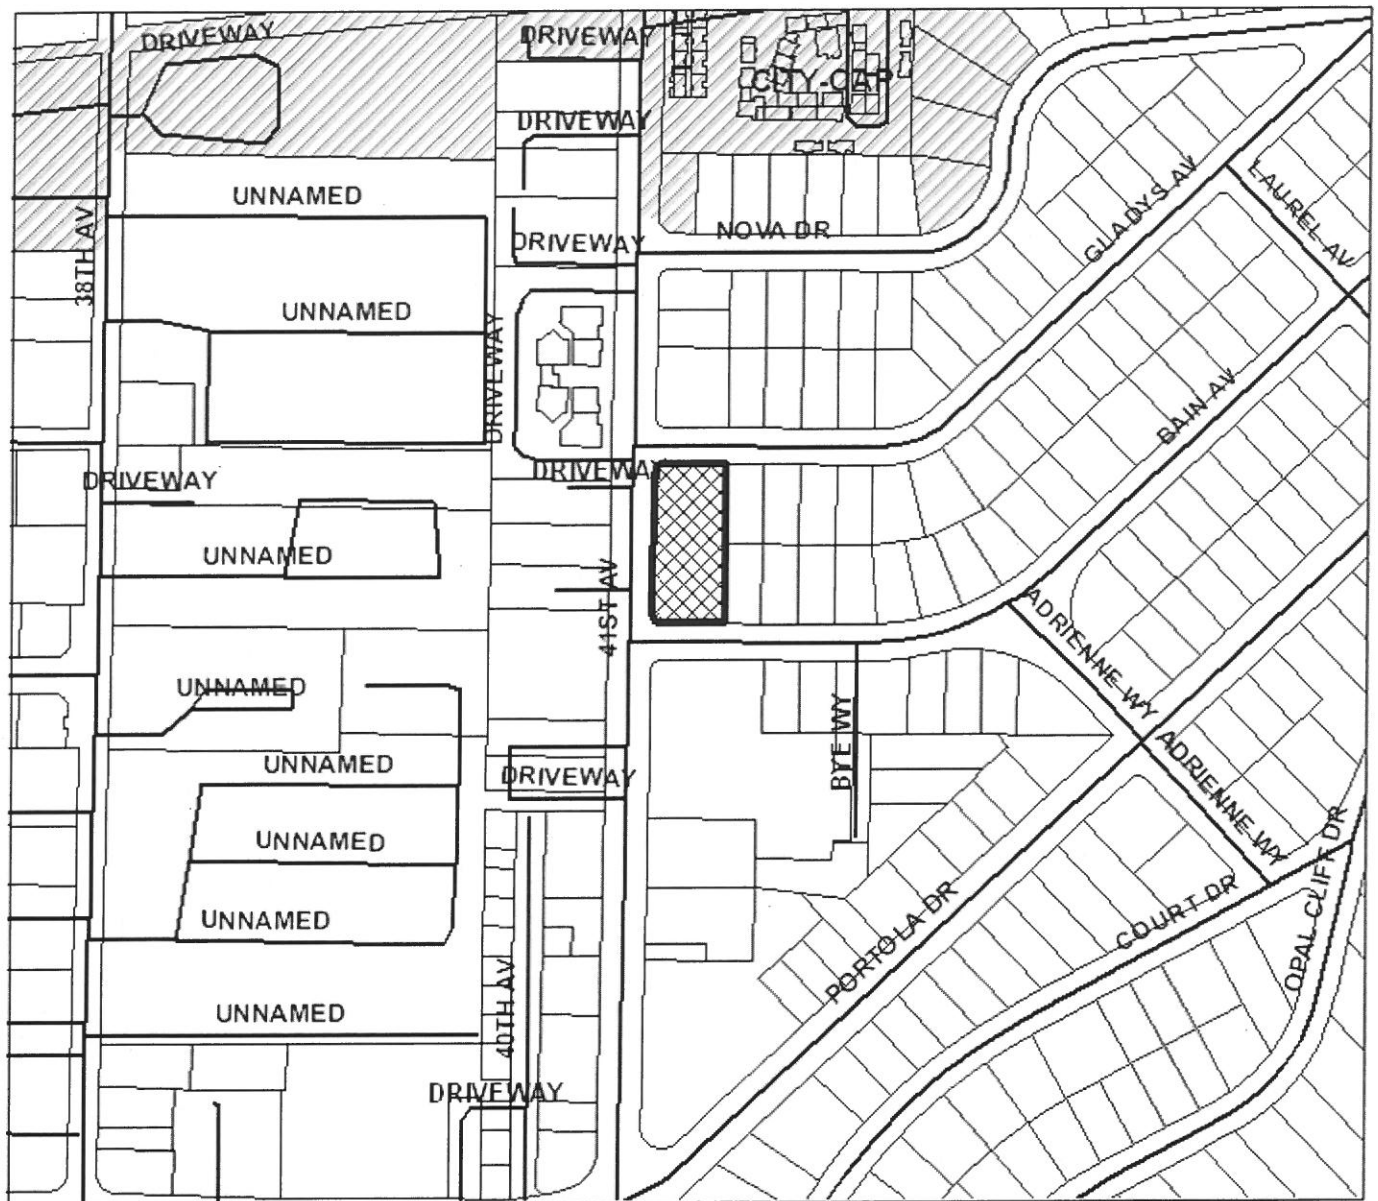 DRIVEWAY
DRIVEWAY
CITY-CAP
DRIVEWAY
UNNAMED
38TH AV
DRIVEWAY
NOVA DR
GLADYS AV
LAUREL AV
UNNAMED
DRIVEWAY
BAIN AV
DRIVEWAY
DRIVEWAY
UNNAMED
41ST AV
ADRIENNE WY
UNNAMED
BYE WY
ADRIENNE WY
UNNAMED
DRIVEWAY
UNNAMED
OPAL CLIFF DR
UNNAMED
PORTOLA DR
COURT DR
UNNAMED
40TH AV
DRIVEWAY